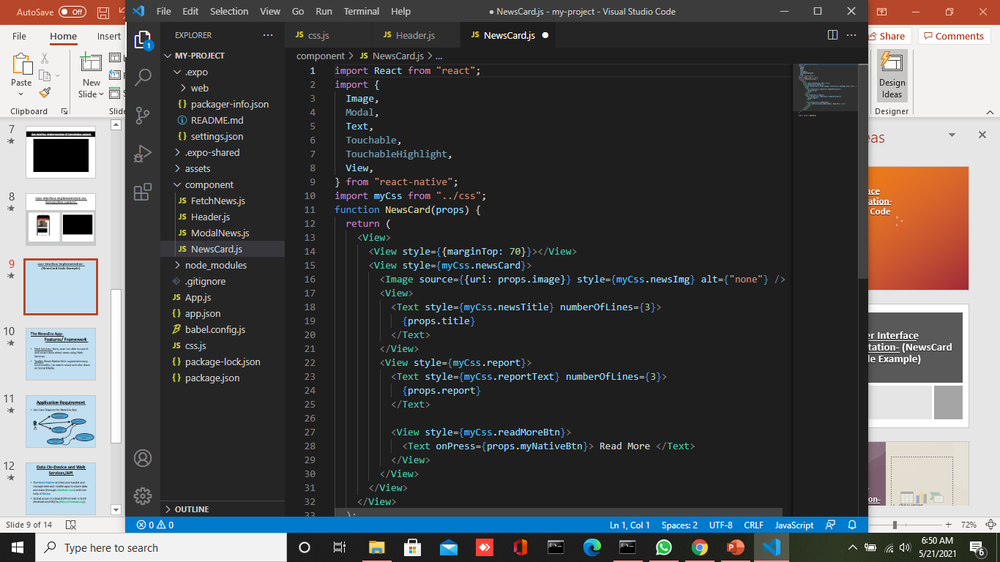 AutoSave Off
File Home Insert
Paste
New
Slide
Clipboard
Slide
7
8
9
User Interface Implementation-
(NewsCard Code Example)
10
The NewsEra App-
Features/ Framework
11
Application Requirement
12
Data On-Device and Web
Services/API
Slide 9 of 14
File Edit Selection View Go Run Terminal Help
● NewsCard.js - my-project - Visual Studio Code
1
EXPLORER
MY-PROJECT
.expo
web
packager-info.json
README.md
settings.json
.expo-shared
assets
component
JS FetchNews.js
JS Header.js
JS ModalNews.js
JS NewsCard.js
node_modules
.gitignore
JS App.js
app.json
babel.config.js
JS css.js
package-lock.json
package.json
OUTLINE
JS css.js
JS Header.js
JS NewsCard.js
component > JS NewsCard.js > ...
1 import React from "react";
2 import {
3 Image,
4 Modal,
5 Text,
6 Touchable,
7 TouchableHighlight,
8 View,
9 } from "react-native";
10 import myCss from "../css";
11 function NewsCard(props) {
12 return (
13 <View>
14 <View style={{marginTop: 70}}></View>
15 <View style={myCss.newsCard}>
16 <Image source={{uri: props.image}} style={myCss.newsImg} alt={"none"} />
17 <View>
18 <Text style={myCss.newsTitle} numberOfLines={3}>
19 {props.title}
20 </Text>
21 </View>
22 <View style={myCss.report}>
23 <Text style={myCss.reportText} numberOfLines={3}>
24 {props.report}
25 </Text>
26
27 <View style={myCss.readMoreBtn}>
28 <Text onPress={props.myNativeBtn}> Read More </Text>
29 </View>
30 </View>
31 </View>
32 </View>
33 );
0 0
Ln 1, Col 1 Spaces: 2 UTF-8 CRLF JavaScript
Share Comments
Design
Ideas
Designer
eas
ace
ation-
Code
er Interface
ntation- (NewsCard
de Example)
72%
Type here to search
6:50 AM
5/21/2021
6